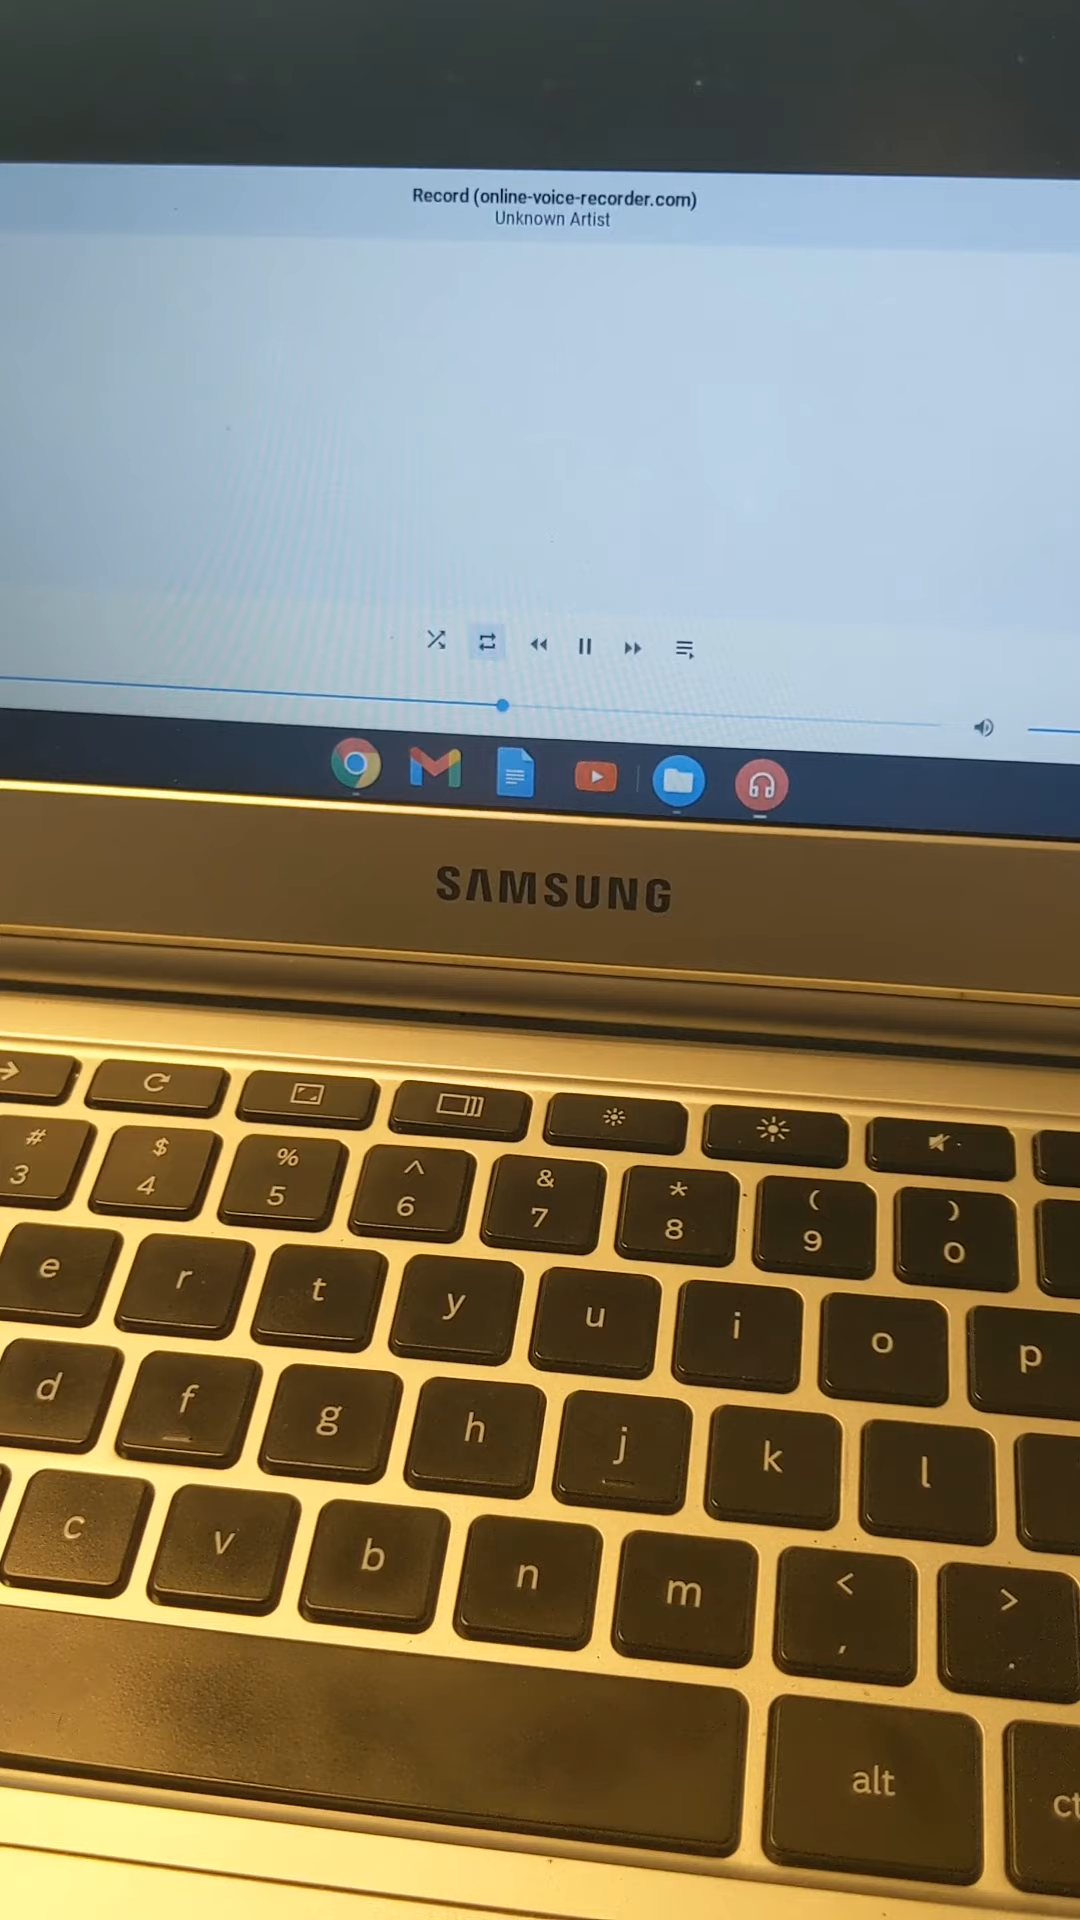 Record (online-voice-recorder.com)
Unknown Artist
SAMSUNG
# $ % ^ & * ( )
3 4 5 6 7 8 9 0
e r t y u i o p
d f g h j k l
c v b n m < >
, .
alt